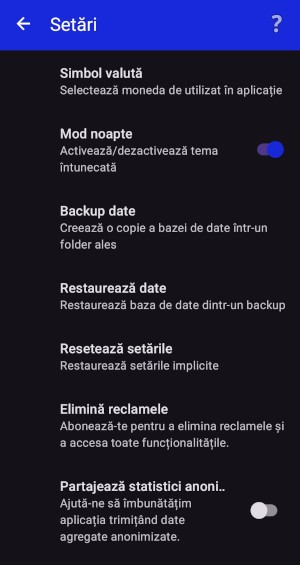 Setări
?
Simbol valută
Selectează moneda de utilizat în aplicație
Mod noapte
Activează/dezactivează tema
întunecată
Backup date
Creează o copie a bazei de date într-un
folder ales
Restaurează date
Restaurează baza de date dintr-un backup
Resetează setările
Restaurează setările implicite
Elimină reclamele
Abonează-te pentru a elimina reclamele și
a accesa toate funcționalitățile.
Partajează statistici anoni..
Ajută-ne să îmbunătățim
aplicația trimițând date
agregate anonimizate.